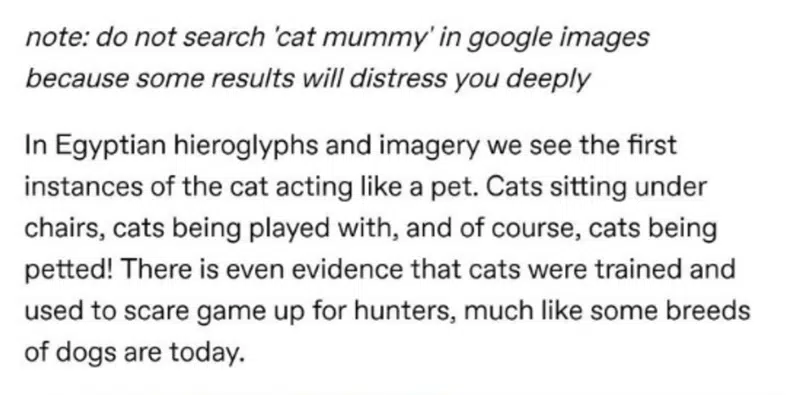 note: do not search 'cat mummy' in google images
because some results will distress you deeply
In Egyptian hieroglyphs and imagery we see the first
instances of the cat acting like a pet. Cats sitting under
chairs, cats being played with, and of course, cats being
petted! There is even evidence that cats were trained and
used to scare game up for hunters, much like some breeds
of dogs are today.